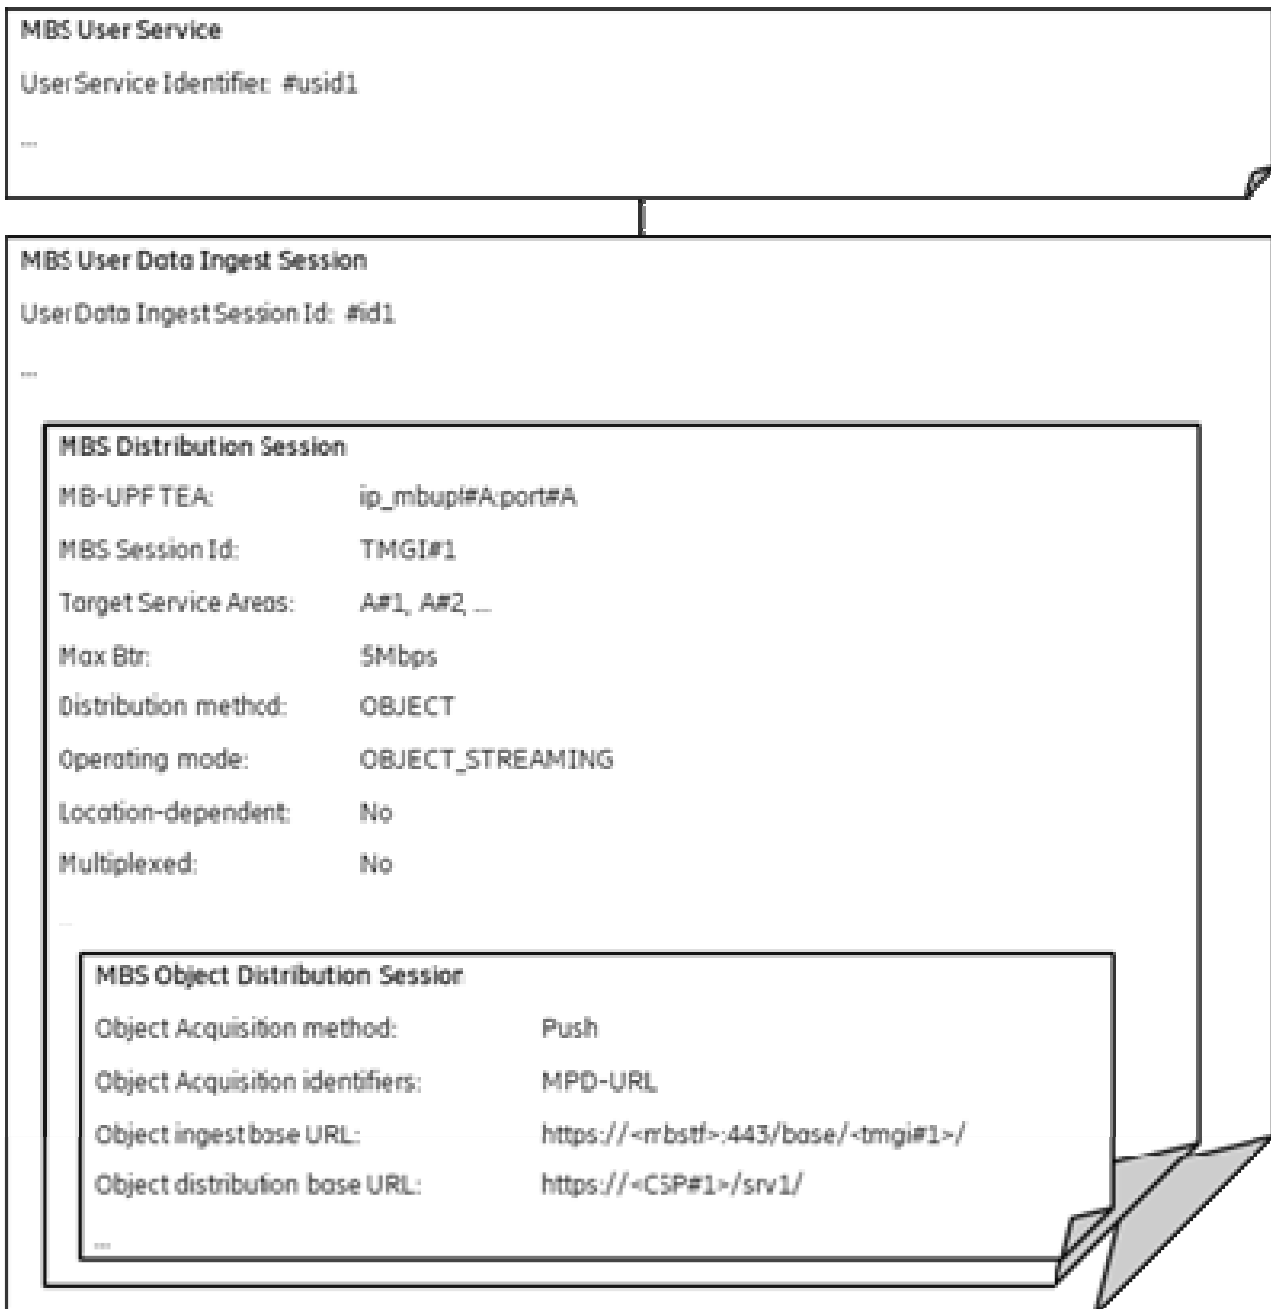 MBS User Service
User Service Identifier: #usid1
...
MBS User Data Ingest Session
User Data Ingest Session Id: #id1
...
MBS Distribution Session
MB-UPF TEA: ip_mbupf#A:port#A
MBS Session Id: TMGI#1
Target Service Areas: A#1, A#2, ...
Max Btr: 5Mbps
Distribution method: OBJECT
Operating mode: OBJECT_STREAMING
Location-dependent: No
Multiplexed: No
...
MBS Object Distribution Session
Object Acquisition method: Push
Object Acquisition identifiers: MPD-URL
Object ingest base URL: https://<mbstf>:443/base/<tmgi#1>/
Object distribution base URL: https://<CSP#1>/srv1/
...